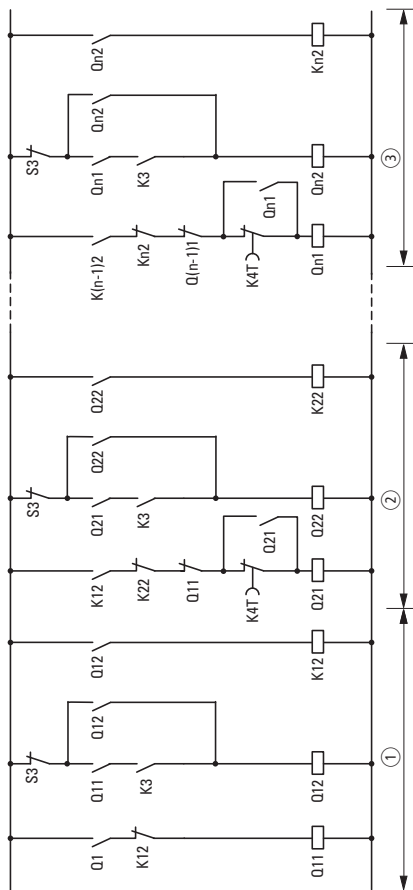 Q1
K12
Q11
S3
Q11
K3
Q12
Q12
Q12
K12
①
K12
K22
Q11
K4T
Q21
Q21
S3
Q21
K3
Q22
Q22
Q22
K22
②
K(n-1)2
Kn2
Q(n-1)1
K4T
Qn1
Qn1
S3
Qn1
K3
Qn2
Qn2
Qn2
Kn2
③